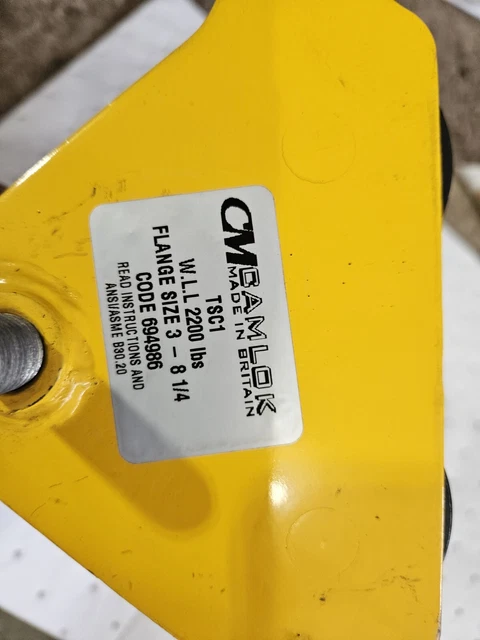 CM CAMLOK
MADE IN BRITAIN
TSC1
W.L.L 2200 lbs
FLANGE SIZE 3 - 8 1/4
CODE 694986
READ INSTRUCTIONS AND
ANSI/ASME B30.20